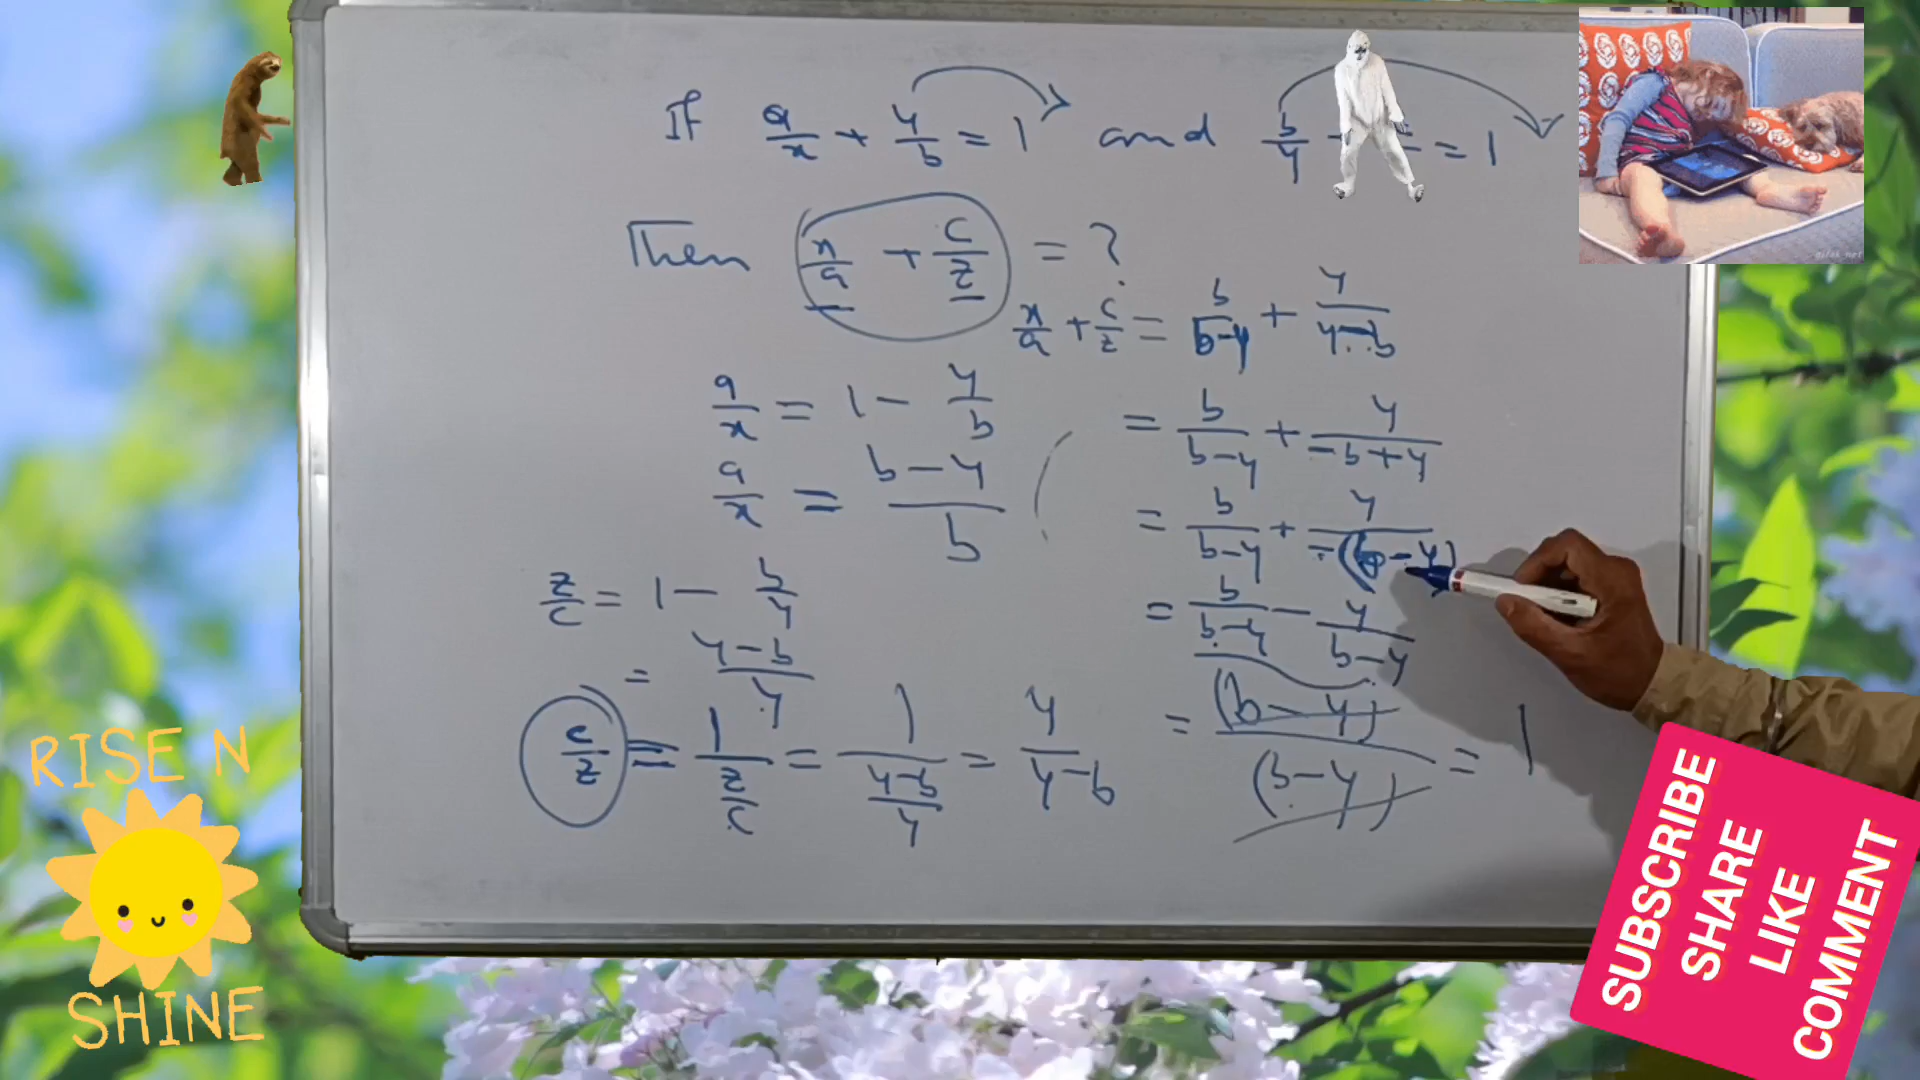 If a/x + y/b = 1 and b/y = 1
Then x/a + c/z = ?
x/a + c/z = b/b-y + y/y-b
a/x = 1 - y/b
= b/b-y + y/-b+y
a/x = b-y/b
= b/b-y + y/-(b-y)
z/c = 1 - b/y
= b/b-y - y/b-y
= y-b/y
c/z = 1/z/c = 1/y-b/y = y/y-b
= (b-y)/(b-y) = 1
RISE N
SHINE
SUBSCRIBE
SHARE
LIKE
COMMENT